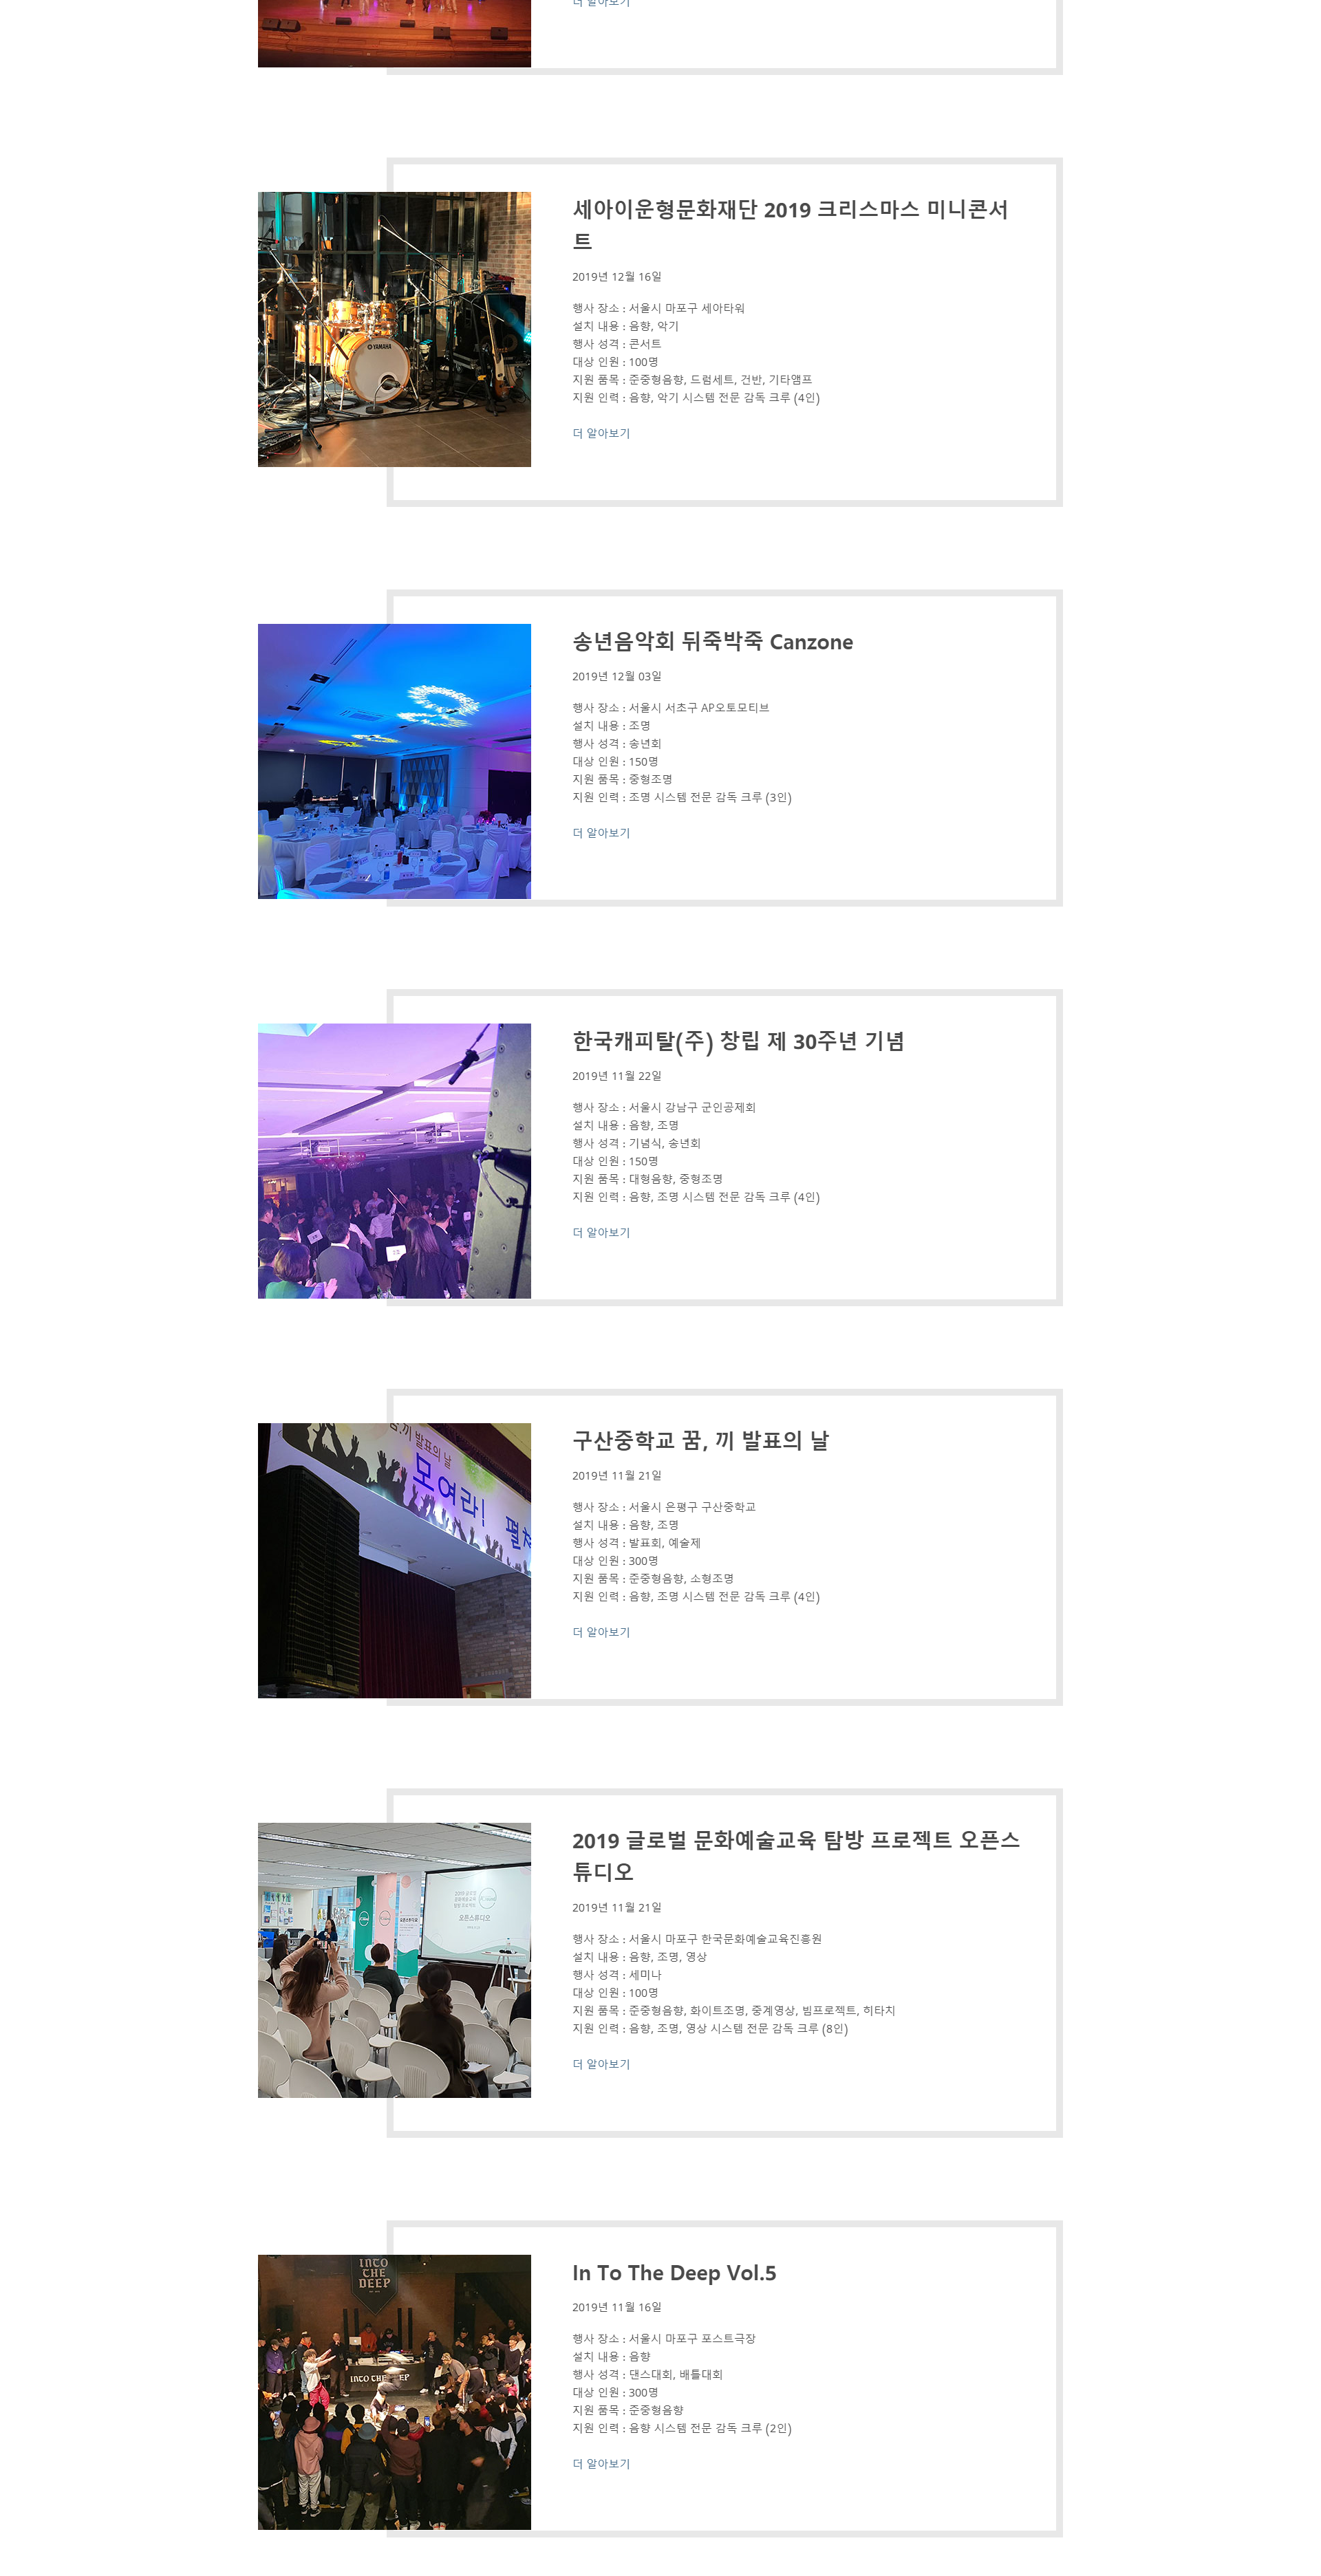 더 알아보기
세아이운형문화재단 2019 크리스마스 미니콘서
트
2019년 12월 16일
행사 장소 : 서울시 마포구 세아타워
설치 내용 : 음향, 악기
행사 성격 : 콘서트
대상 인원 : 100명
지원 품목 : 준중형음향, 드럼세트, 건반, 기타앰프
지원 인력 : 음향, 악기 시스템 전문 감독 크루 (4인)
더 알아보기
YAMAHA
송년음악회 뒤죽박죽 Canzone
2019년 12월 03일
행사 장소 : 서울시 서초구 AP오토모티브
설치 내용 : 조명
행사 성격 : 송년회
대상 인원 : 150명
지원 품목 : 중형조명
지원 인력 : 조명 시스템 전문 감독 크루 (3인)
더 알아보기
한국캐피탈(주) 창립 제 30주년 기념
2019년 11월 22일
행사 장소 : 서울시 강남구 군인공제회
설치 내용 : 음향, 조명
행사 성격 : 기념식, 송년회
대상 인원 : 150명
지원 품목 : 대형음향, 중형조명
지원 인력 : 음향, 조명 시스템 전문 감독 크루 (4인)
더 알아보기
구산중학교 꿈, 끼 발표의 날
2019년 11월 21일
행사 장소 : 서울시 은평구 구산중학교
설치 내용 : 음향, 조명
행사 성격 : 발표회, 예술제
대상 인원 : 300명
지원 품목 : 준중형음향, 소형조명
지원 인력 : 음향, 조명 시스템 전문 감독 크루 (4인)
더 알아보기
끼 발표의 날
모여라!
2019 글로벌 문화예술교육 탐방 프로젝트 오픈스
튜디오
2019년 11월 21일
행사 장소 : 서울시 마포구 한국문화예술교육진흥원
설치 내용 : 음향, 조명, 영상
행사 성격 : 세미나
대상 인원 : 100명
지원 품목 : 준중형음향, 화이트조명, 중계영상, 빔프로젝트, 히타치
지원 인력 : 음향, 조명, 영상 시스템 전문 감독 크루 (8인)
더 알아보기
오픈스튜디오
In To The Deep Vol.5
2019년 11월 16일
행사 장소 : 서울시 마포구 포스트극장
설치 내용 : 음향
행사 성격 : 댄스대회, 배틀대회
대상 인원 : 300명
지원 품목 : 준중형음향
지원 인력 : 음향 시스템 전문 감독 크루 (2인)
더 알아보기
INTO
THE
DEEP